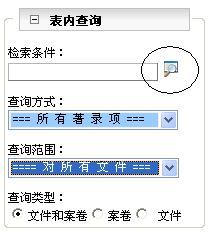 表内查询
检索条件：
查询方式：
=== 所 有 著 录 项 ===
查询范围：
==== 对 所 有 文 件 ===
查询类型：
文件和案卷 案卷 文件